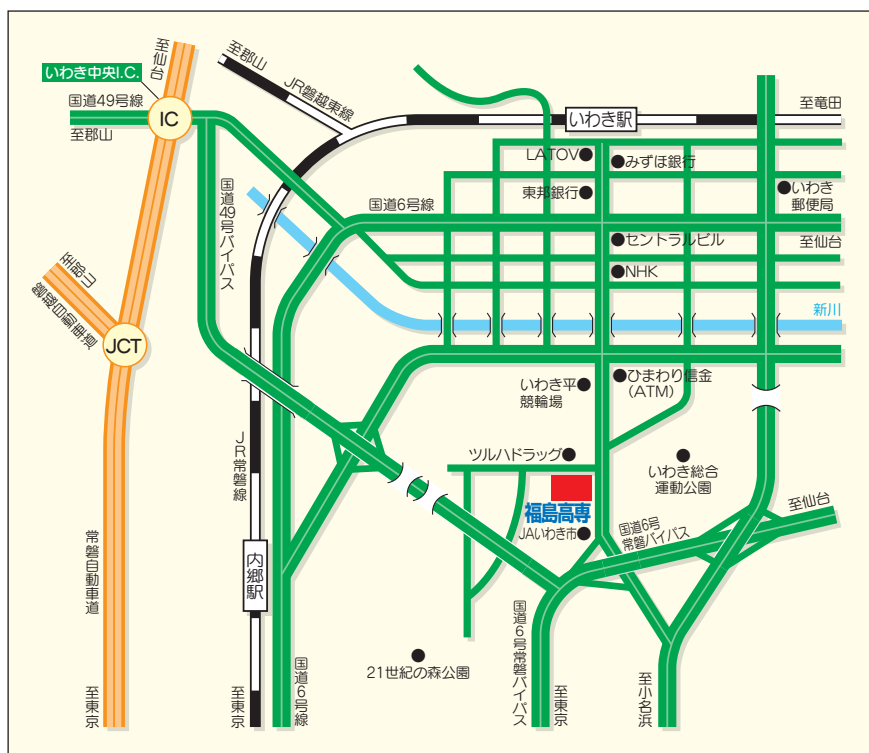 至仙台
至郡山
いわき中央I.C.
JR磐越東線
国道49号線
IC
至郡山
至竜田
いわき駅
LATOV
みずほ銀行
国道49号バイパス
東邦銀行
いわき
郵便局
国道6号線
セントラルビル
至仙台
NHK
至郡山
磐越自動車道
新川
JCT
ひまわり信金
(ATM)
いわき平
競輪場
JR常磐線
ツルハドラッグ
いわき総合
運動公園
至仙台
福島高専
国道6号
常磐バイパス
JAいわき市
常磐自動車道
内郷駅
国道6号線
21世紀の森公園
国道6号常磐バイパス
至東京
至東京
至東京
至小名浜